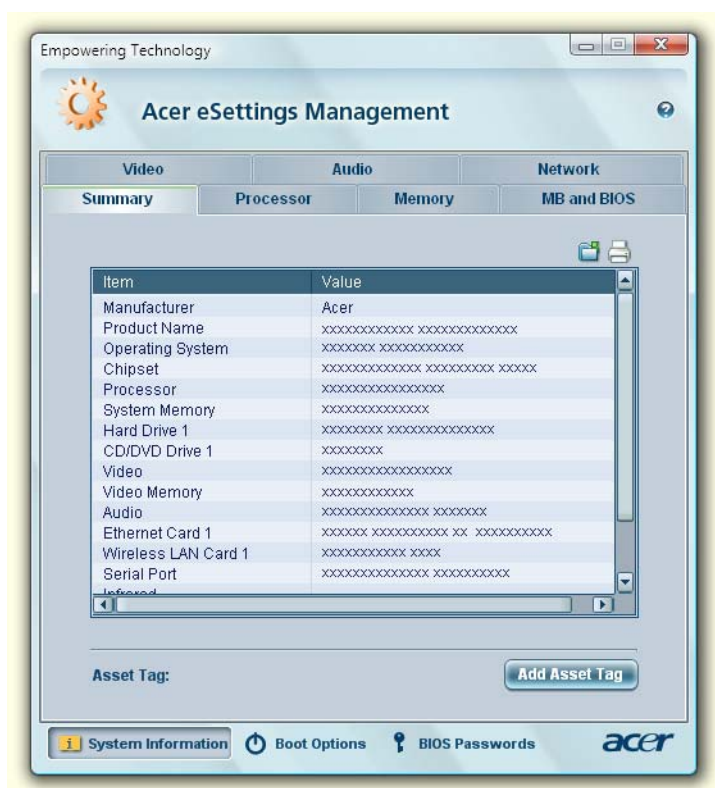 Empowering Technology
Acer eSettings Management
Video Audio Network
Summary Processor Memory MB and BIOS
Item Value
Manufacturer Acer
Product Name xxxxxxxxxxxx xxxxxxxxxxxxx
Operating System xxxxxxx xxxxxxxxxxx
Chipset xxxxxxxxxxxxx xxxxxxxxx xxxxx
Processor xxxxxxxxxxxxxxxx
System Memory xxxxxxxxxxxxxx
Hard Drive 1 xxxxxxxx xxxxxxxxxxxxxx
CD/DVD Drive 1 xxxxxxxx
Video xxxxxxxxxxxxxxxxx
Video Memory xxxxxxxxxxxx
Audio xxxxxxxxxxxxxx xxxxxxx
Ethernet Card 1 xxxxxx xxxxxxxxxx xx xxxxxxxxxx
Wireless LAN Card 1 xxxxxxxxxxx xxxx
Serial Port xxxxxxxxxxxxxx xxxxxxxxxx
Infrared
Asset Tag: Add Asset Tag
System Information Boot Options BIOS Passwords acer